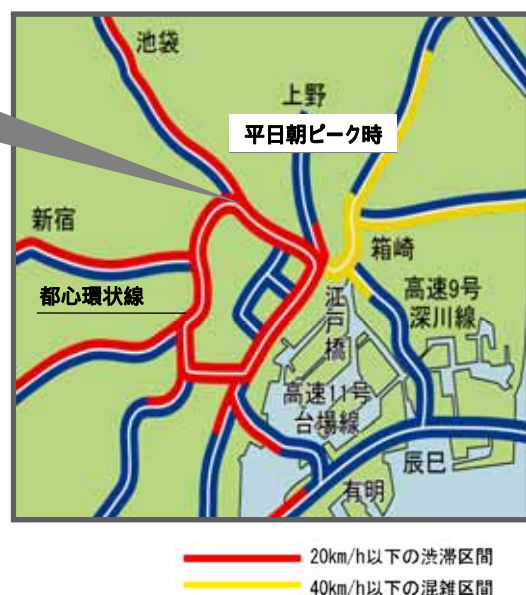 池袋
上野
平日朝ピーク時
新宿
箱崎
都心環状線
江戸橋
高速9号
深川線
高速11号
台場線
辰巳
有明
20km/h以下の渋滞区間
40km/h以下の混雑区間